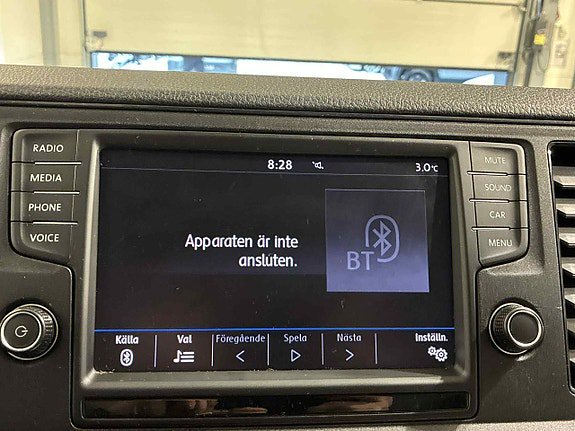 RADIO
MEDIA
PHONE
VOICE
8:28
3.0°C
MUTE
SOUND
CAR
MENU
Apparaten är inte
ansluten.
BT
Källa
Val
Föregående
Spela
Nästa
Inställn.